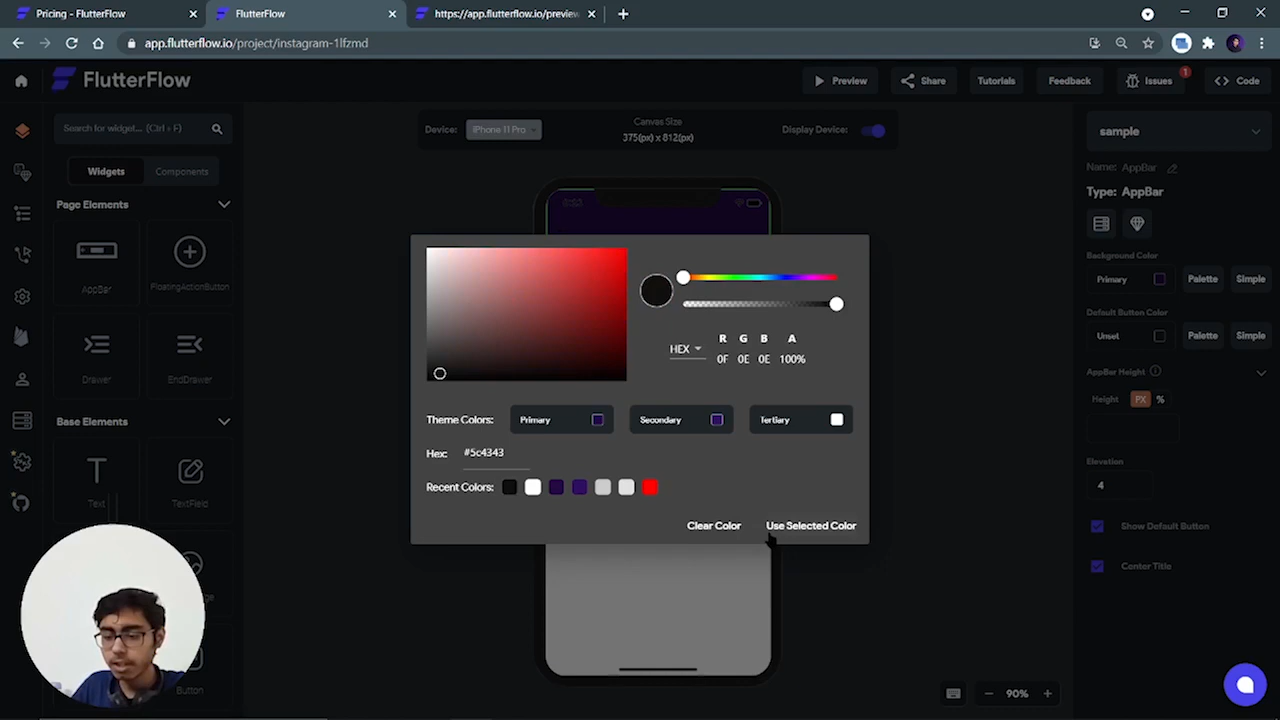 Pricing - FlutterFlow
FlutterFlow
https://app.flutterflow.io/preview
app.flutterflow.io/project/instagram-1lfzmd
FlutterFlow
Preview
Share
Tutorials
Feedback
Issues
1
Code
Search for widget... (Ctrl + F)
Widgets
Components
Page Elements
AppBar
FloatingActionButton
Drawer
EndDrawer
Base Elements
Text
TextField
Button
Device:
iPhone 11 Pro
Canvas Size
375(px) x 812(px)
Display Device:
HEX
R G B A
0F 0E 0E 100%
Theme Colors:
Primary
Secondary
Tertiary
Hex:
#5c4343
Recent Colors:
Clear Color
Use Selected Color
sample
Name: AppBar
Type: AppBar
Background Color
Primary
Palette
Simple
Default Button Color
Unset
Palette
Simple
AppBar Height
Height
PX
%
Elevation
4
Show Default Button
Center Title
90%